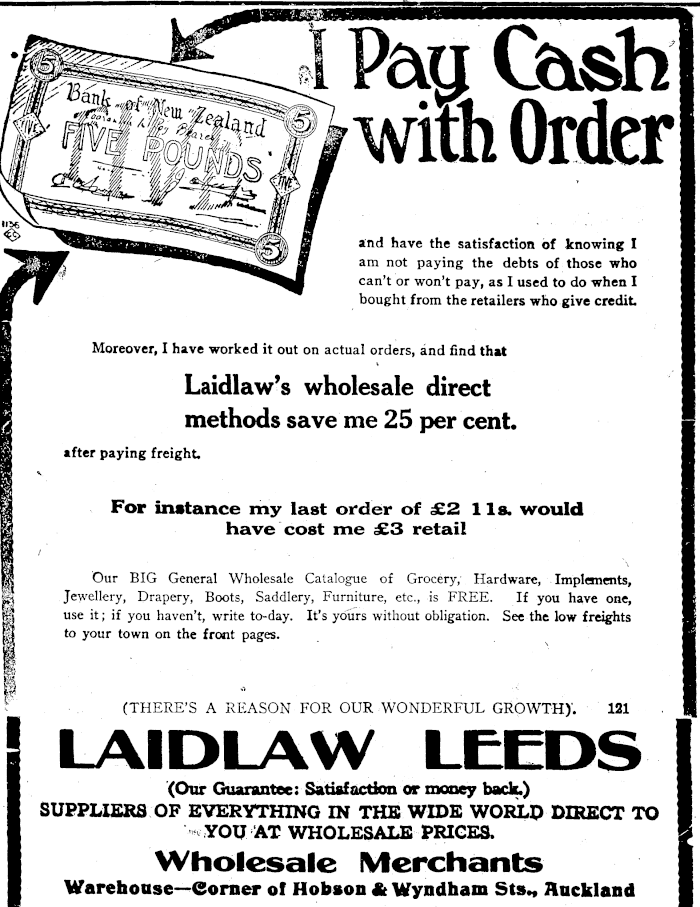 I Pay Cash
with Order
5
5
Bank of New Zealand
FIVE POUNDS
FIVE
FIVE
5
1136
and have the satisfaction of knowing I
am not paying the debts of those who
can't or won't pay, as I used to do when I
bought from the retailers who give credit.
Moreover, I have worked it out on actual orders, and find that
Laidlaw's wholesale direct
methods save me 25 per cent.
after paying freight.
For instance my last order of £2 11s. would
have cost me £3 retail
Our BIG General Wholesale Catalogue of Grocery, Hardware, Implements,
Jewellery, Drapery, Boots, Saddlery, Furniture, etc., is FREE. If you have one,
use it; if you haven't, write to-day. It's yours without obligation. See the low freights
to your town on the front pages.
(THERE'S A REASON FOR OUR WONDERFUL GROWTH). 121
LAIDLAW LEEDS
(Our Guarantee: Satisfaction or money back.)
SUPPLIERS OF EVERYTHING IN THE WIDE WORLD DIRECT TO
YOU AT WHOLESALE PRICES.
Wholesale Merchants
Warehouse—Corner of Hobson & Wyndham Sts., Auckland